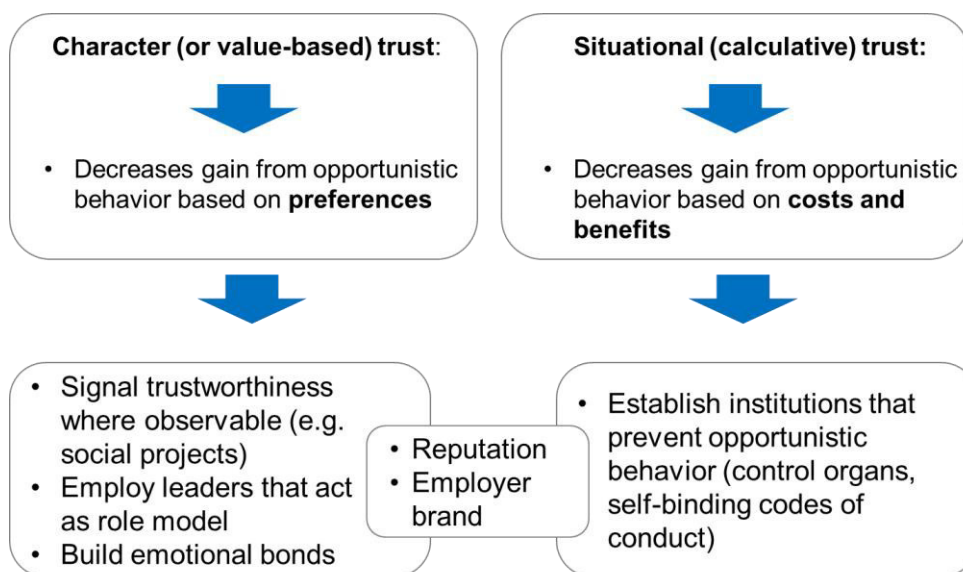 Character (or value-based) trust:
• Decreases gain from opportunistic
behavior based on preferences
Situational (calculative) trust:
• Decreases gain from opportunistic
behavior based on costs and
benefits
• Signal trustworthiness
where observable (e.g.
social projects)
• Employ leaders that act
as role model
• Build emotional bonds
• Reputation
• Employer
brand
• Establish institutions that
prevent opportunistic
behavior (control organs,
self-binding codes of
conduct)